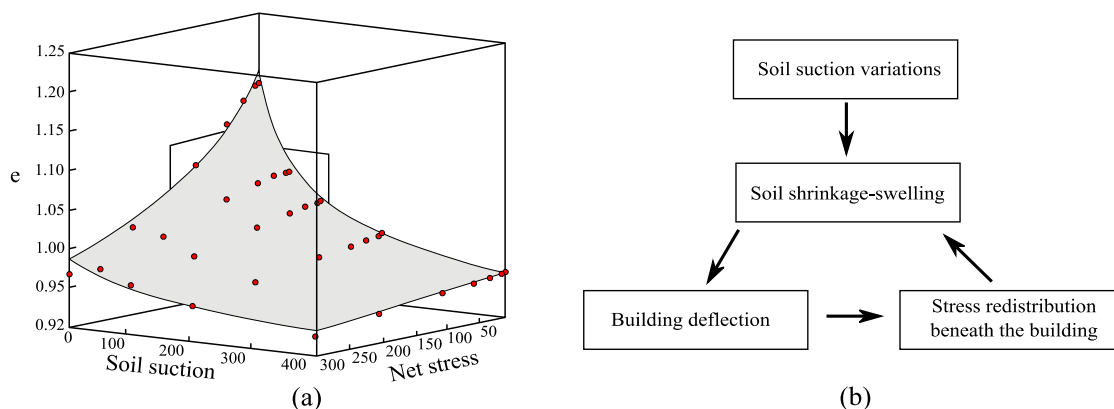 1.25
1.20
1.15
1.10
e
1.05
1.00
0.95
0.92
0
100
200
300
400
Soil suction
300
250
200
150
100
50
Net stress
(a)
Soil suction variations
Soil shrinkage-swelling
Building deflection
Stress redistribution
beneath the building
(b)